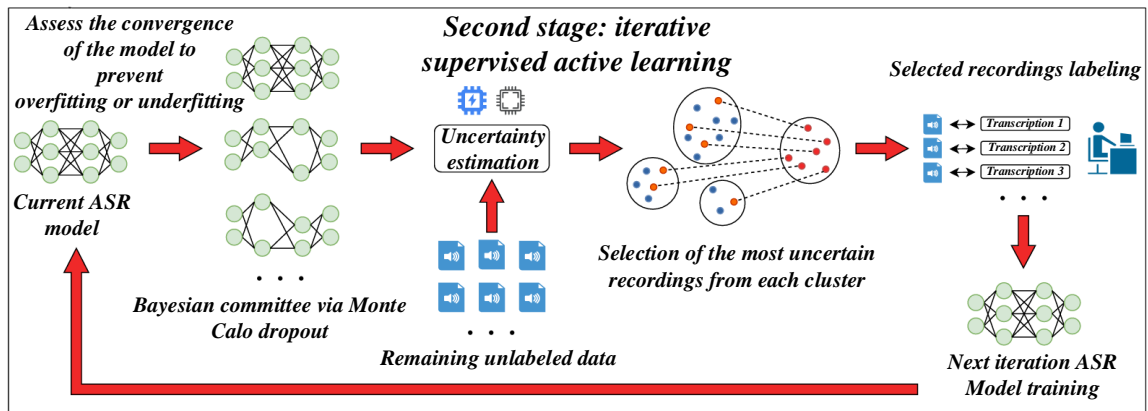 Assess the convergence
of the model to
prevent
overfitting or underfitting
Current ASR
model
Bayesian committee via Monte
Calo dropout
Second stage: iterative
supervised active learning
Uncertainty
estimation
Remaining unlabeled data
Selection of the most uncertain
recordings from each cluster
Selected recordings labeling
Transcription 1
Transcription 2
Transcription 3
Next iteration ASR
Model training